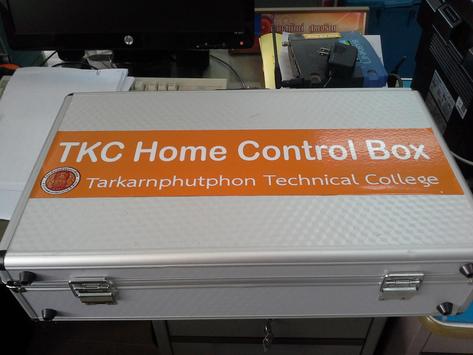 TKC Home Control Box
Tarkarnphutphon Technical College